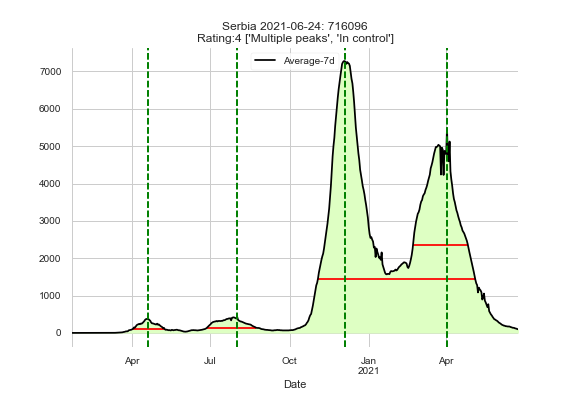 Serbia 2021-06-24: 716096
Rating:4 ['Multiple peaks', 'In control']
Average-7d
7000
6000
5000
4000
3000
2000
1000
0
Apr
Jul
Oct
Jan
2021
Apr
Date